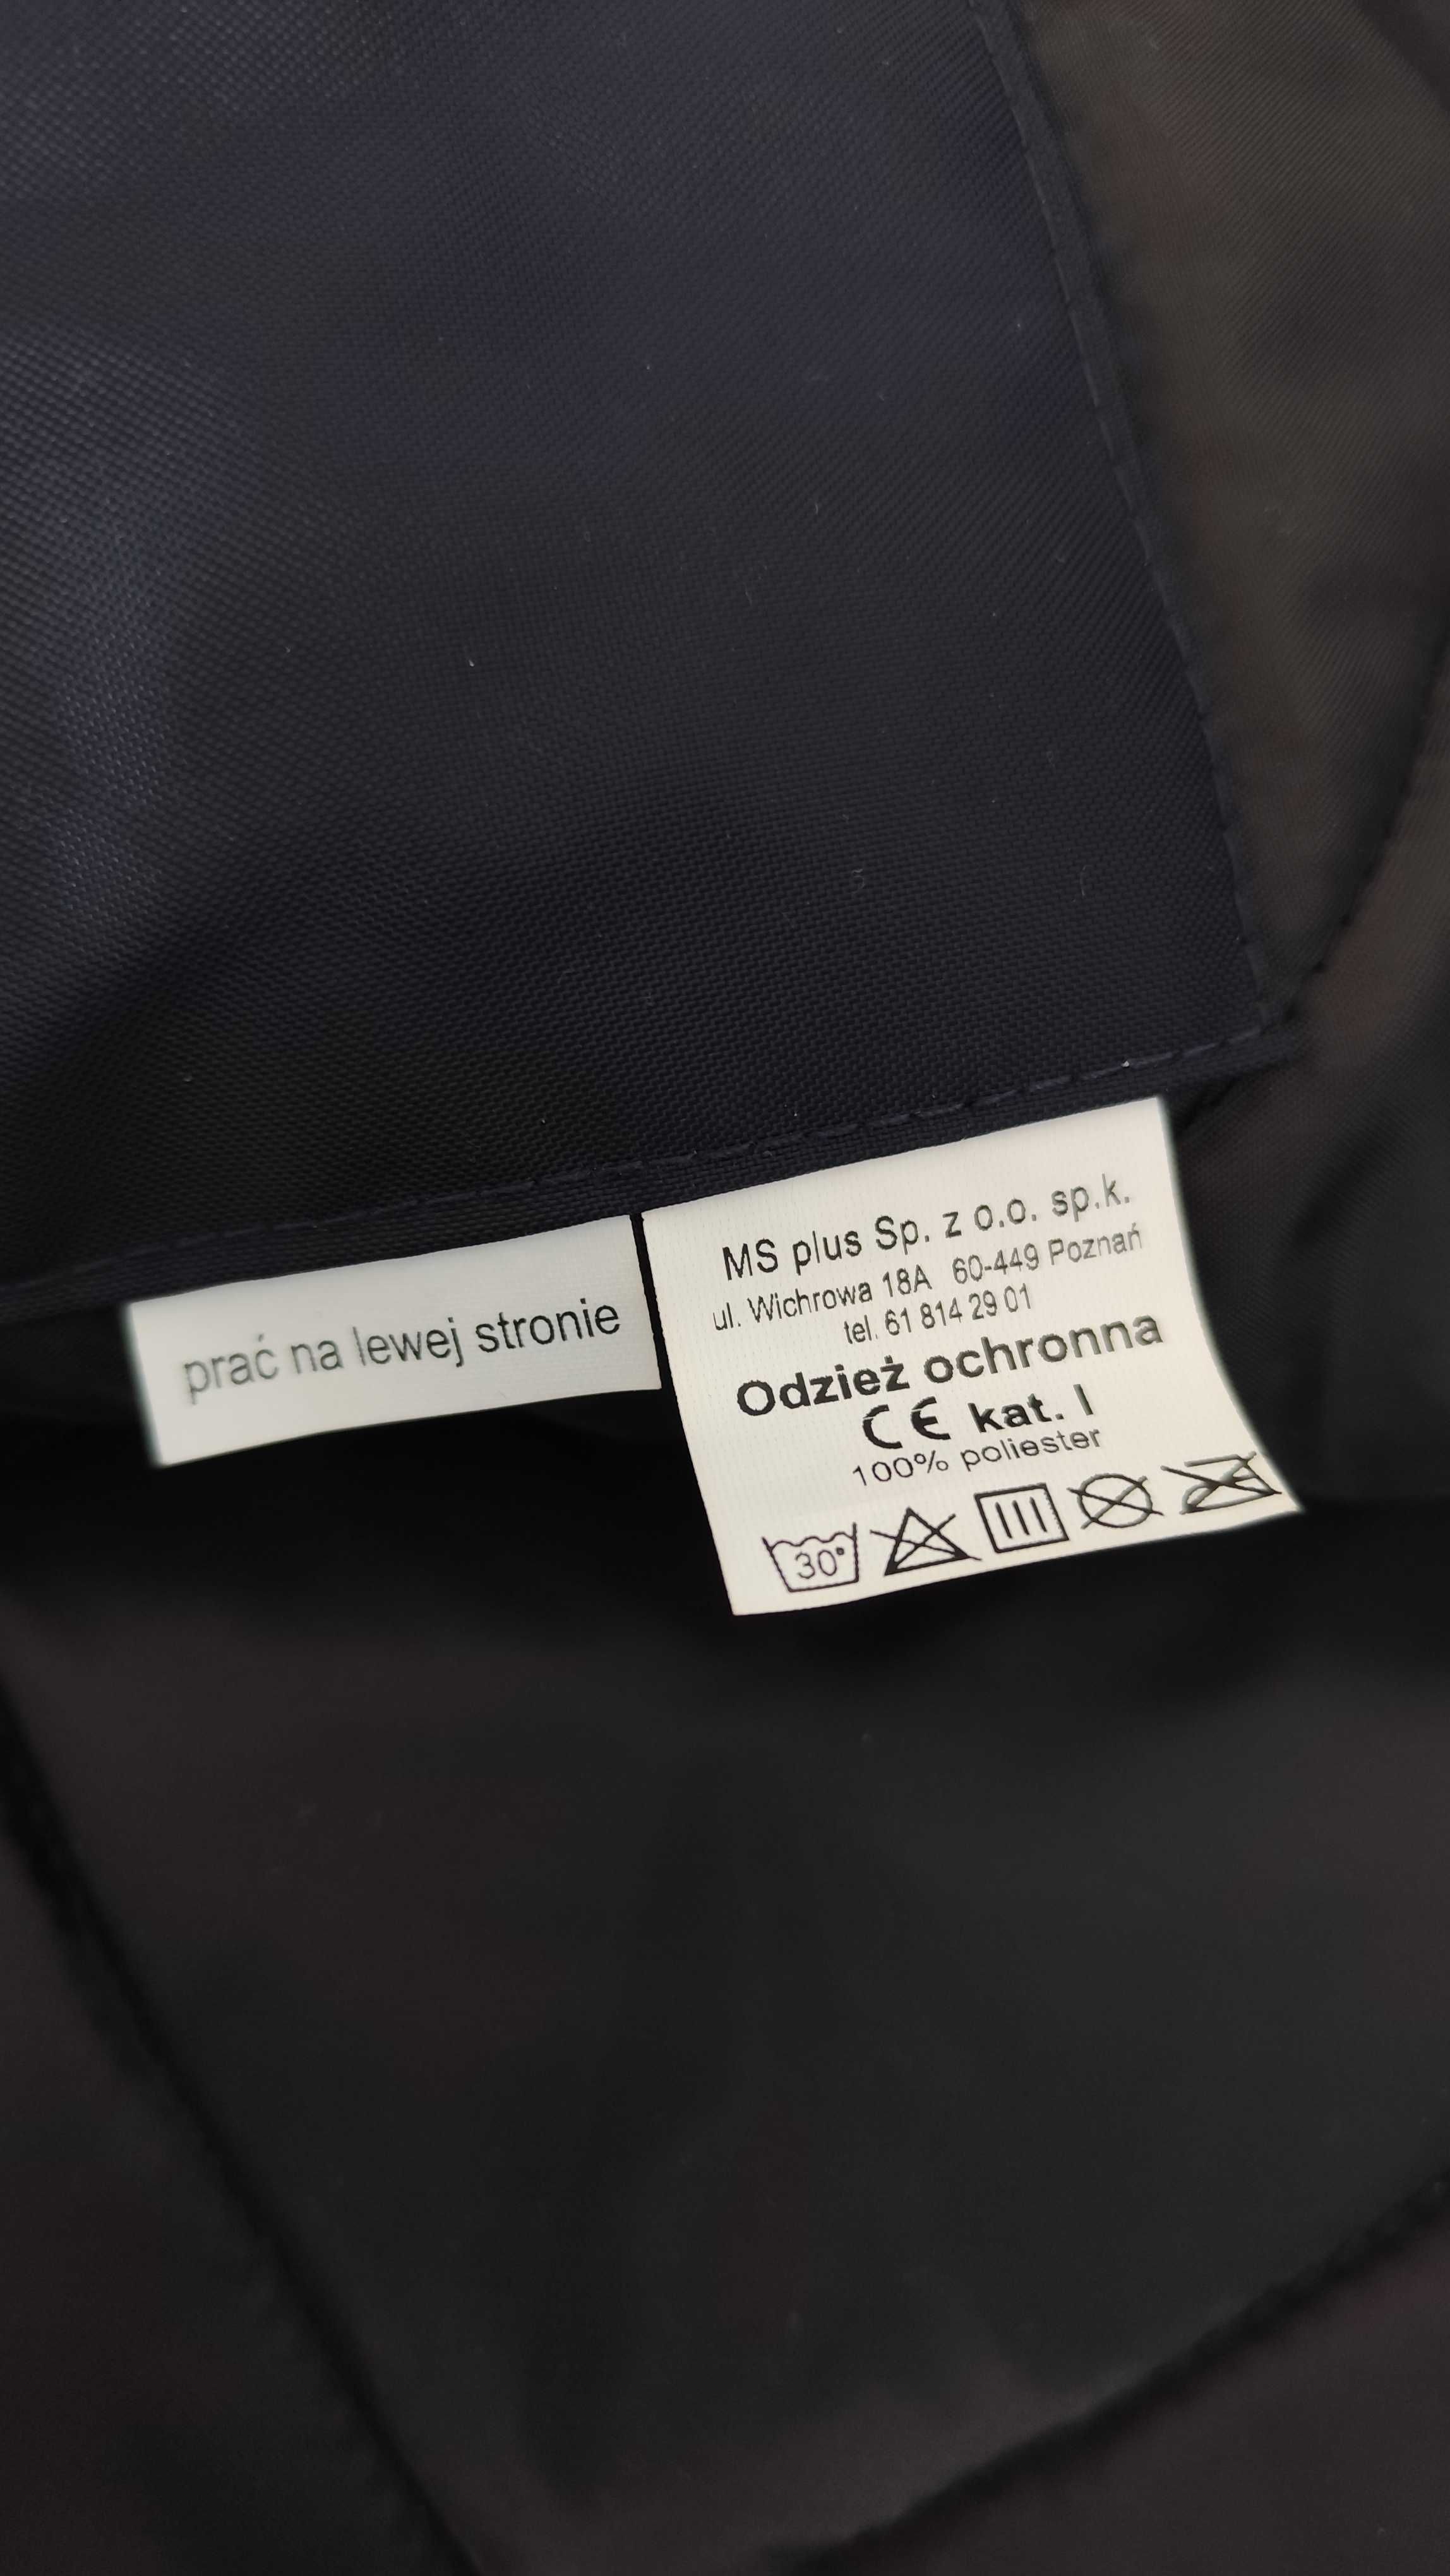 prać na lewej stronie
MS plus Sp. z o.o. sp.k.
ul. Wichrowa 18A 60-449 Poznań
tel. 61 814 29 01
Odzież ochronna
CE kat. I
100% poliester
30°